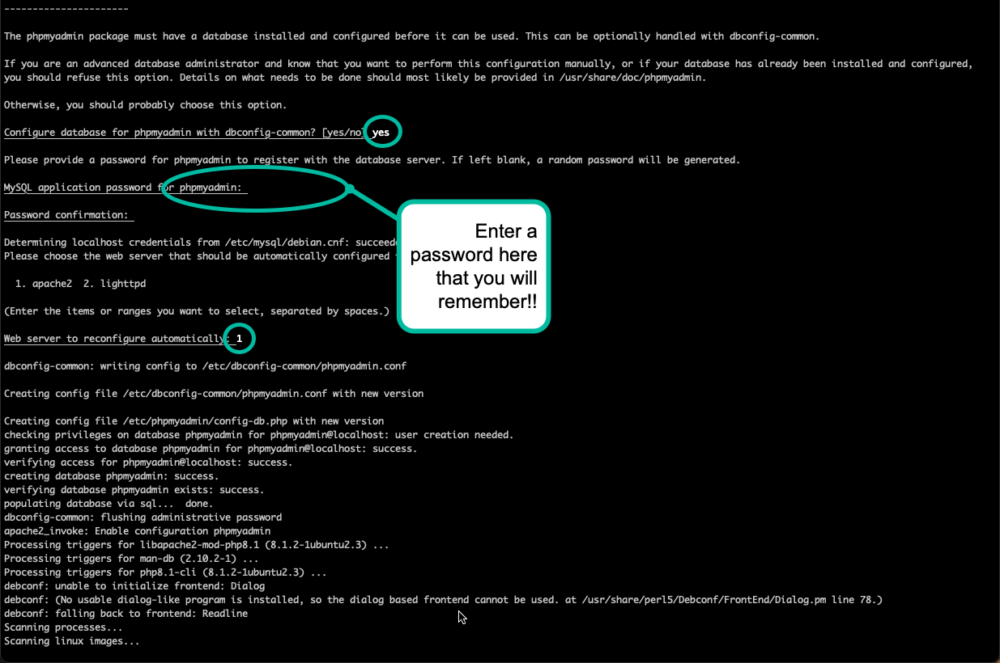 ----------------------
The phpmyadmin package must have a database installed and configured before it can be used. This can be optionally handled with dbconfig-common.
If you are an advanced database administrator and know that you want to perform this configuration manually, or if your database has already been installed and configured,
you should refuse this option. Details on what needs to be done should most likely be provided in /usr/share/doc/phpmyadmin.
Otherwise, you should probably choose this option.
Configure database for phpmyadmin with dbconfig-common? [yes/no] yes
Please provide a password for phpmyadmin to register with the database server. If left blank, a random password will be generated.
MySQL application password for phpmyadmin:
Password confirmation:
Determining localhost credentials from /etc/mysql/debian.cnf: succeede
Please choose the web server that should be automatically configured
1. apache2  2. lighttpd
(Enter the items or ranges you want to select, separated by spaces.)
Web server to reconfigure automatically: 1
Enter a
password here
that you will
remember!!
dbconfig-common: writing config to /etc/dbconfig-common/phpmyadmin.conf
Creating config file /etc/dbconfig-common/phpmyadmin.conf with new version
Creating config file /etc/phpmyadmin/config-db.php with new version
checking privileges on database phpmyadmin for phpmyadmin@localhost: user creation needed.
granting access to database phpmyadmin for phpmyadmin@localhost: success.
verifying access for phpmyadmin@localhost: success.
creating database phpmyadmin: success.
verifying database phpmyadmin exists: success.
populating database via sql...  done.
dbconfig-common: flushing administrative password
apache2_invoke: Enable configuration phpmyadmin
Processing triggers for libapache2-mod-php8.1 (8.1.2-1ubuntu2.3) ...
Processing triggers for man-db (2.10.2-1) ...
Processing triggers for php8.1-cli (8.1.2-1ubuntu2.3) ...
debconf: unable to initialize frontend: Dialog
debconf: (No usable dialog-like program is installed, so the dialog based frontend cannot be used. at /usr/share/perl5/Debconf/FrontEnd/Dialog.pm line 78.)
debconf: falling back to frontend: Readline
Scanning processes...
Scanning linux images...